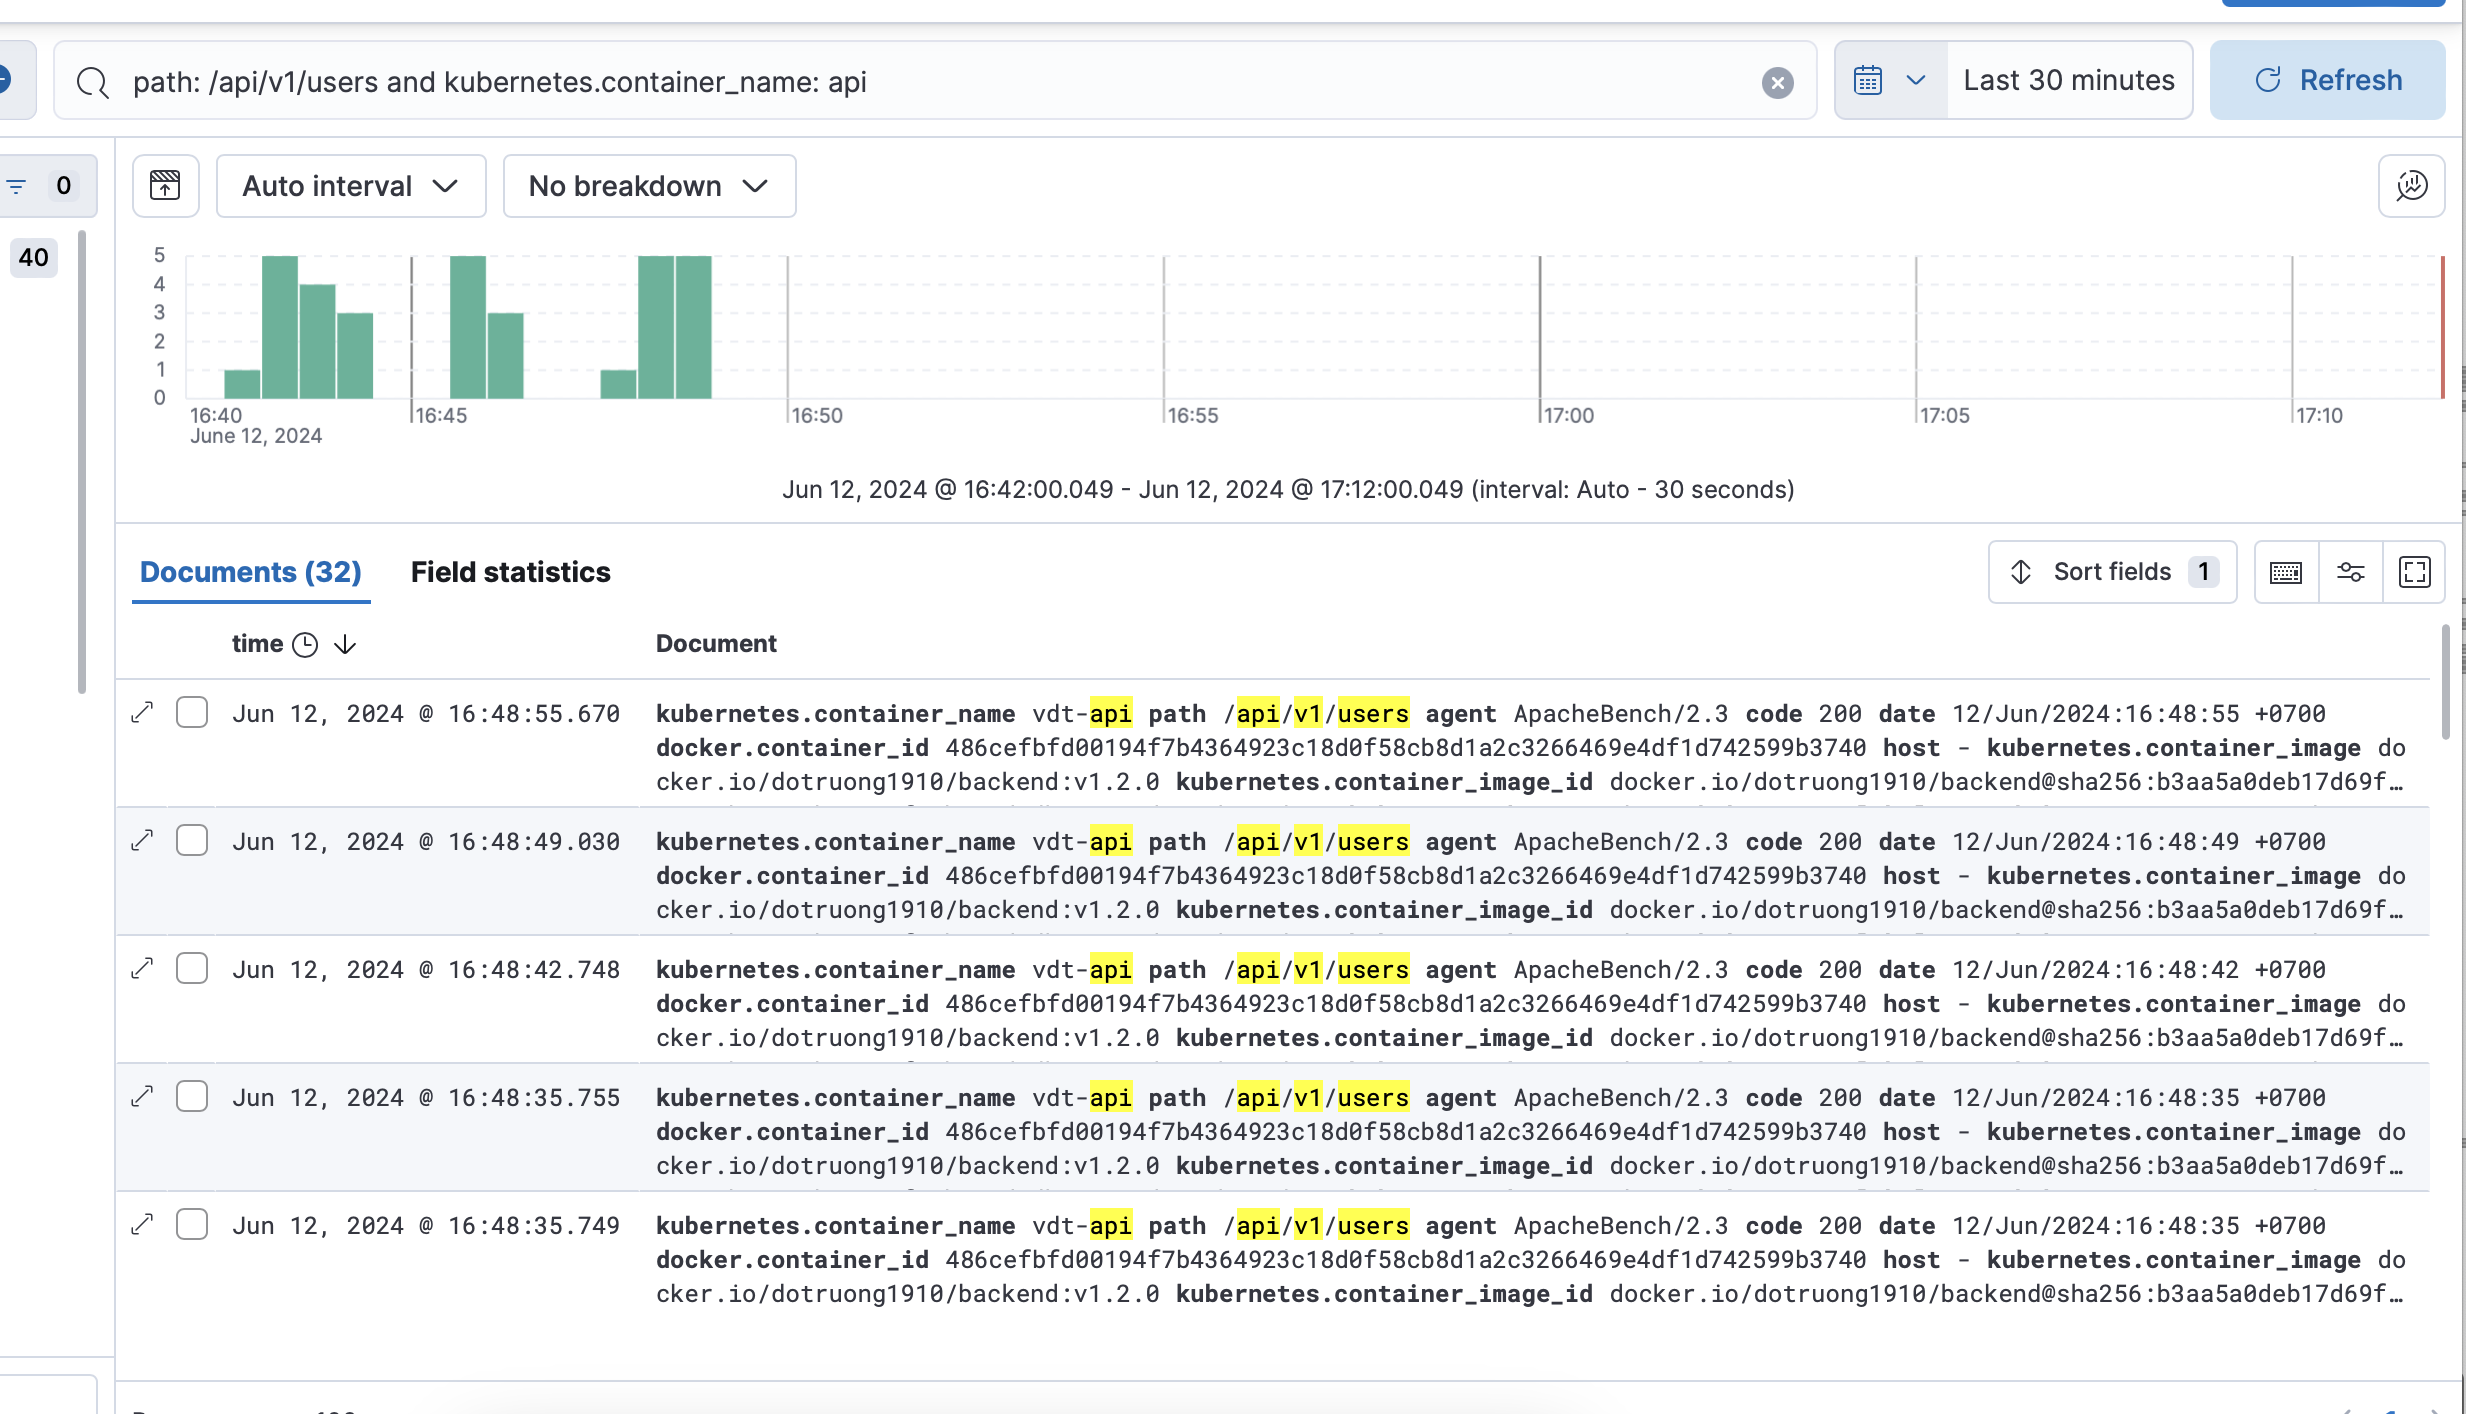 path: /api/v1/users and kubernetes.container_name: api
Last 30 minutes
Refresh
0
Auto interval
No breakdown
40
5
4
3
2
1
0
16:40
16:45
16:50
16:55
17:00
17:05
17:10
June 12, 2024
Jun 12, 2024 @ 16:42:00.049 - Jun 12, 2024 @ 17:12:00.049 (interval: Auto - 30 seconds)
Documents (32)
Field statistics
Sort fields 1
time
Document
Jun 12, 2024 @ 16:48:55.670
kubernetes.container_name vdt-api path /api/v1/users agent ApacheBench/2.3 code 200 date 12/Jun/2024:16:48:55 +0700
docker.container_id 486cefbfd00194f7b4364923c18d0f58cb8d1a2c3266469e4df1d742599b3740 host - kubernetes.container_image do
cker.io/dotruong1910/backend:v1.2.0 kubernetes.container_image_id docker.io/dotruong1910/backend@sha256:b3aa5a0deb17d69f…
Jun 12, 2024 @ 16:48:49.030
kubernetes.container_name vdt-api path /api/v1/users agent ApacheBench/2.3 code 200 date 12/Jun/2024:16:48:49 +0700
docker.container_id 486cefbfd00194f7b4364923c18d0f58cb8d1a2c3266469e4df1d742599b3740 host - kubernetes.container_image do
cker.io/dotruong1910/backend:v1.2.0 kubernetes.container_image_id docker.io/dotruong1910/backend@sha256:b3aa5a0deb17d69f…
Jun 12, 2024 @ 16:48:42.748
kubernetes.container_name vdt-api path /api/v1/users agent ApacheBench/2.3 code 200 date 12/Jun/2024:16:48:42 +0700
docker.container_id 486cefbfd00194f7b4364923c18d0f58cb8d1a2c3266469e4df1d742599b3740 host - kubernetes.container_image do
cker.io/dotruong1910/backend:v1.2.0 kubernetes.container_image_id docker.io/dotruong1910/backend@sha256:b3aa5a0deb17d69f…
Jun 12, 2024 @ 16:48:35.755
kubernetes.container_name vdt-api path /api/v1/users agent ApacheBench/2.3 code 200 date 12/Jun/2024:16:48:35 +0700
docker.container_id 486cefbfd00194f7b4364923c18d0f58cb8d1a2c3266469e4df1d742599b3740 host - kubernetes.container_image do
cker.io/dotruong1910/backend:v1.2.0 kubernetes.container_image_id docker.io/dotruong1910/backend@sha256:b3aa5a0deb17d69f…
Jun 12, 2024 @ 16:48:35.749
kubernetes.container_name vdt-api path /api/v1/users agent ApacheBench/2.3 code 200 date 12/Jun/2024:16:48:35 +0700
docker.container_id 486cefbfd00194f7b4364923c18d0f58cb8d1a2c3266469e4df1d742599b3740 host - kubernetes.container_image do
cker.io/dotruong1910/backend:v1.2.0 kubernetes.container_image_id docker.io/dotruong1910/backend@sha256:b3aa5a0deb17d69f…